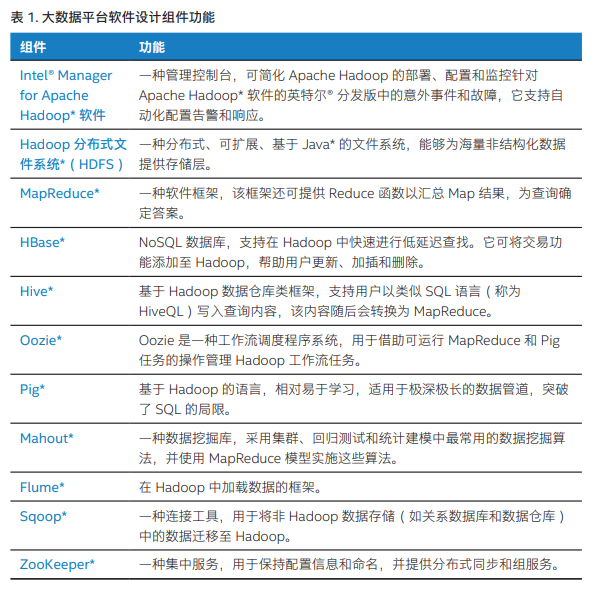 表 1. 大数据平台软件设计组件功能
组件 功能
Intel® Manager for Apache Hadoop* 软件
一种管理控制台，可简化 Apache Hadoop 的部署、配置和监控针对
Apache Hadoop* 软件的英特尔® 分发版中的意外事件和故障，它支持自
动化配置告警和响应。
Hadoop 分布式文
件系统*（HDFS）
一种分布式、可扩展、基于 Java* 的文件系统，能够为海量非结构化数据
提供存储层。
MapReduce*
一种软件框架，该框架还可提供 Reduce 函数以汇总 Map 结果，为查询确
定答案。
HBase*
NoSQL 数据库，支持在 Hadoop 中快速进行低延迟查找。它可将交易功
能添加至 Hadoop，帮助用户更新、加插和删除。
Hive*
基于 Hadoop 数据仓库类框架，支持用户以类似 SQL 语言（称为
HiveQL）写入查询内容，该内容随后会转换为 MapReduce。
Oozie*
Oozie 是一种工作流调度程序系统，用于借助可运行 MapReduce 和 Pig
任务的操作管理 Hadoop 工作流任务。
Pig*
基于 Hadoop 的语言，相对易于学习，适用于极深极长的数据管道，突破
了 SQL 的局限。
Mahout*
一种数据挖掘库，采用集群、回归测试和统计建模中最常用的数据挖掘算
法，并使用 MapReduce 模型实施这些算法。
Flume*
在 Hadoop 中加载数据的框架。
Sqoop*
一种连接工具，用于将非 Hadoop 数据存储（如关系数据库和数据仓库）
中的数据迁移至 Hadoop。
ZooKeeper*
一种集中服务，用于保持配置信息和命名，并提供分布式同步和组服务。